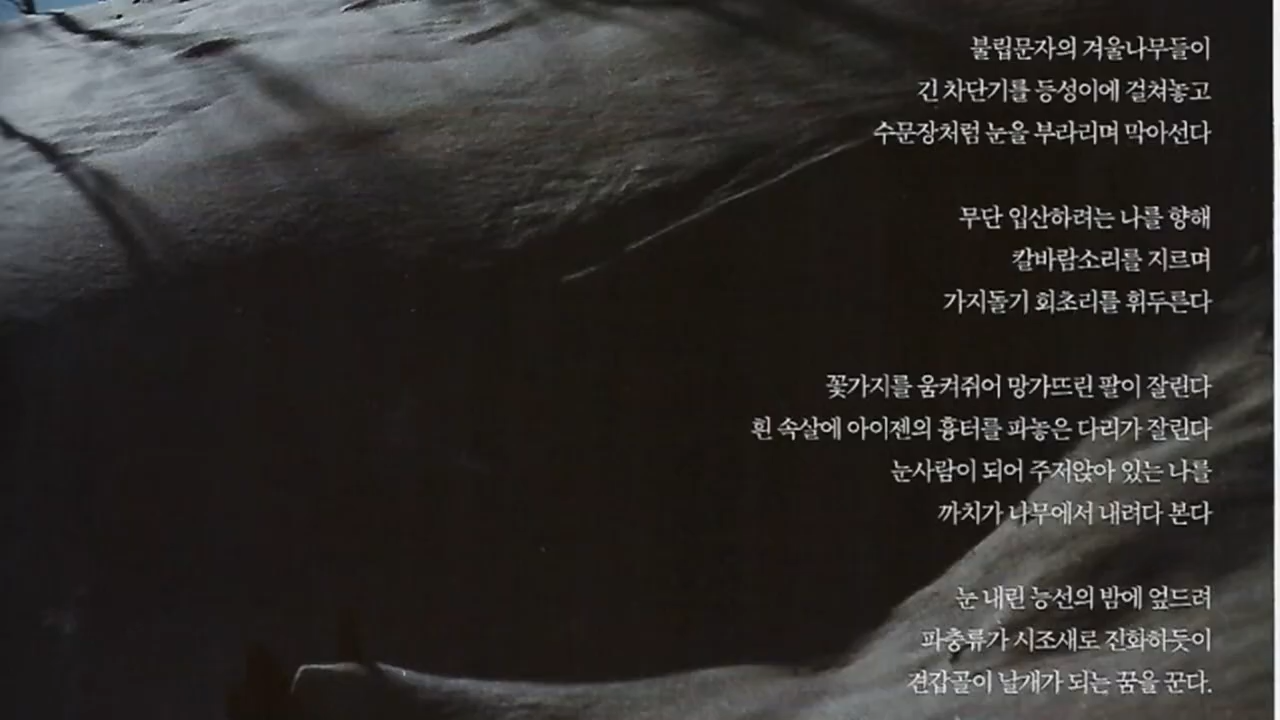 불립문자의 겨울나무들이
긴 차단기를 등성이에 걸쳐놓고
수문장처럼 눈을 부라리며 막아선다
무단 입산하려는 나를 향해
칼바람소리를 지르며
가지돌기 회초리를 휘두른다
꽃가지를 움켜쥐어 망가뜨린 팔이 잘린다
흰 속살에 아이젠의 흉터를 파놓은 다리가 잘린다
눈사람이 되어 주저앉아 있는 나를
까치가 나무에서 내려다 본다
눈 내린 능선의 밤에 엎드려
파충류가 시조새로 진화하듯이
견갑골이 날개가 되는 꿈을 꾼다.